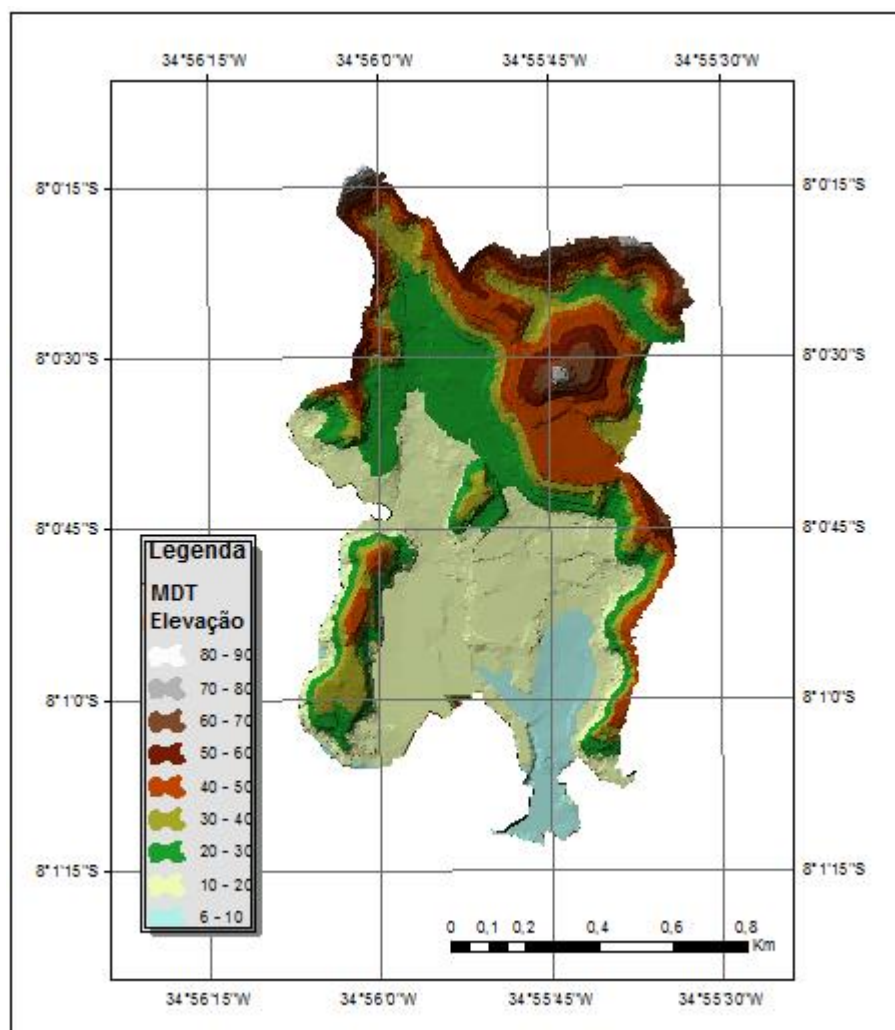 34°56'15"W 34°56'0"W 34°55'45"W 34°55'30"W
8°0'15"S 8°0'15"S
8°0'30"S 8°0'30"S
8°0'45"S 8°0'45"S
Legenda
MDT
Elevação
80 - 90
70 - 80
60 - 70
50 - 60
40 - 50
30 - 40
20 - 30
10 - 20
6 - 10
8°1'0"S 8°1'0"S
8°1'15"S 8°1'15"S
0 0,1 0,2 0,4 0,6 0,8
Km
34°56'15"W 34°56'0"W 34°55'45"W 34°55'30"W